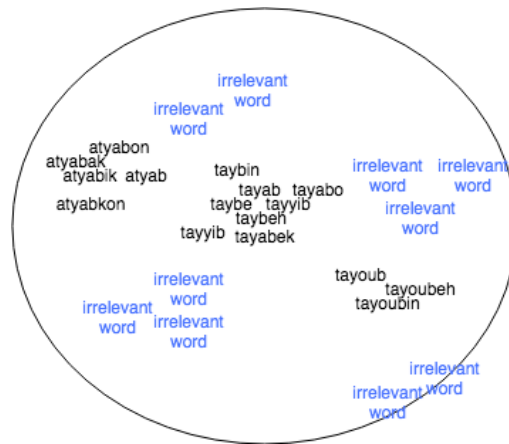 irrelevant
word
irrelevant
word
atyabon
atyabak
atyabik atyab
atyabkon
taybin
tayab tayabo
taybe tayyib
taybeh
tayyib tayabek
irrelevant
word
irrelevant
word
irrelevant
word
tayoub
tayoubeh
tayoubin
irrelevant
word
irrelevant
word
irrelevant
word
irrelevant
word
irrelevant
word